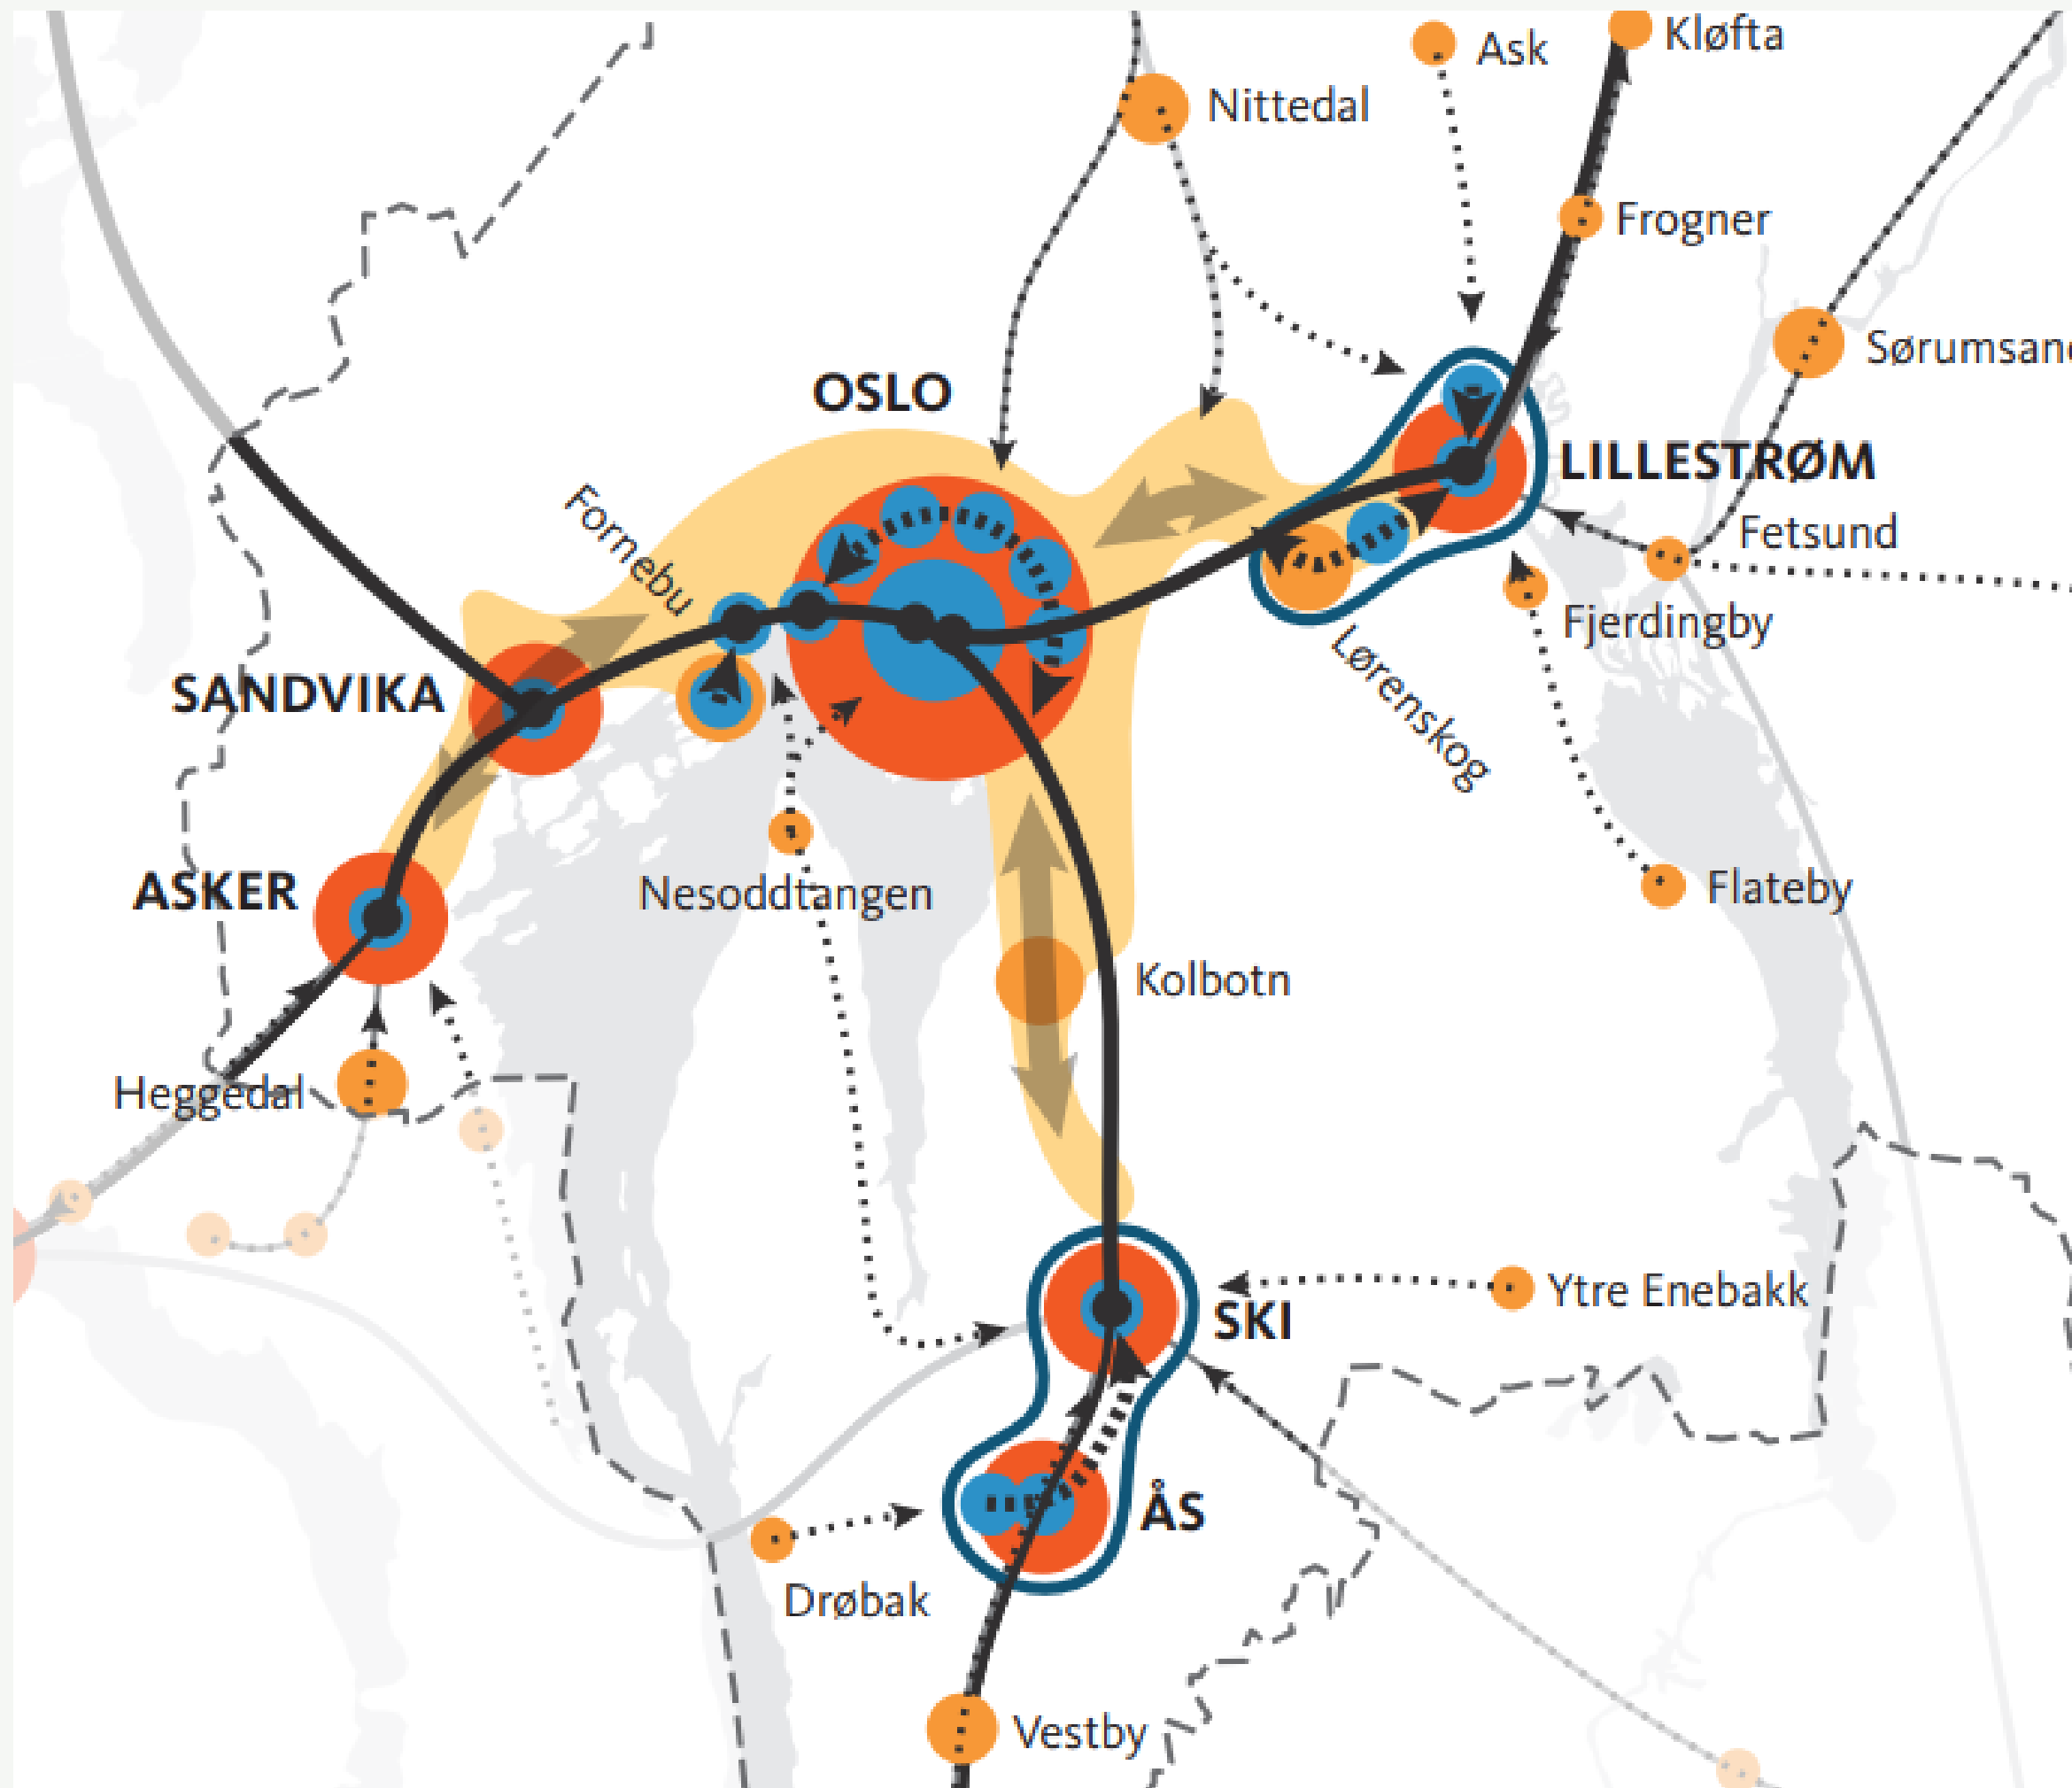 Kløfta
Ask
Nittedal
Frogner
Sørumsand
OSLO
LILLESTRØM
Fornebu
Fetsund
Fjerdingby
SANDVIKA
Lørenskog
ASKER
Nesoddtangen
Flateby
Kolbotn
Heggedal
Ytre Enebakk
SKI
ÅS
Drøbak
Vestby